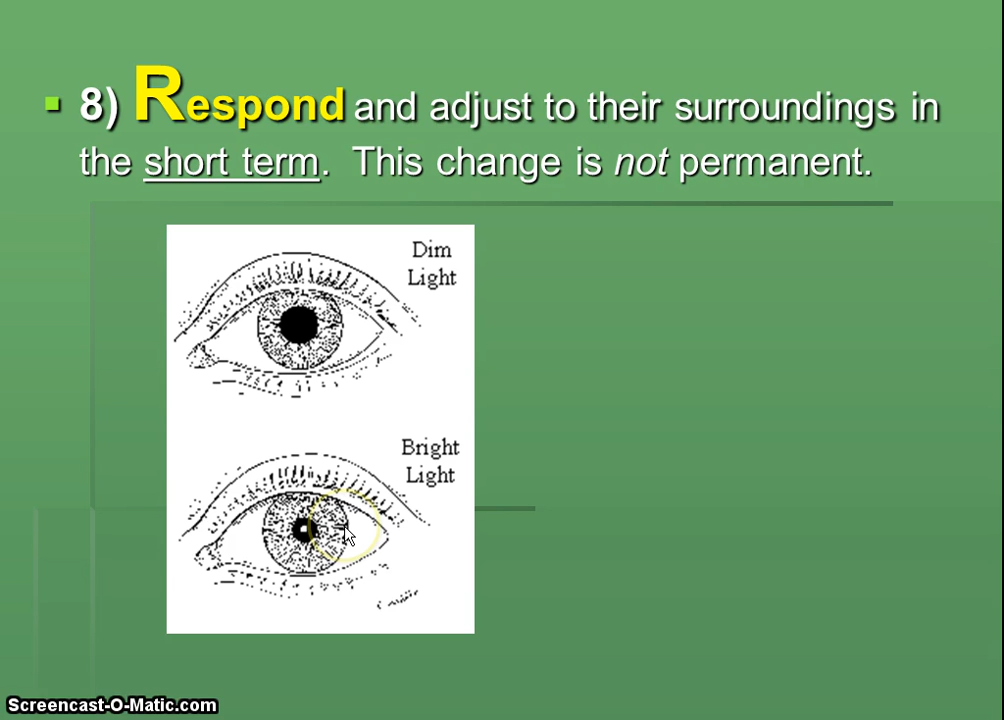 8) Respond and adjust to their surroundings in
the short term. This change is not permanent.
Dim
Light
Bright
Light
Screencast-O-Matic.com